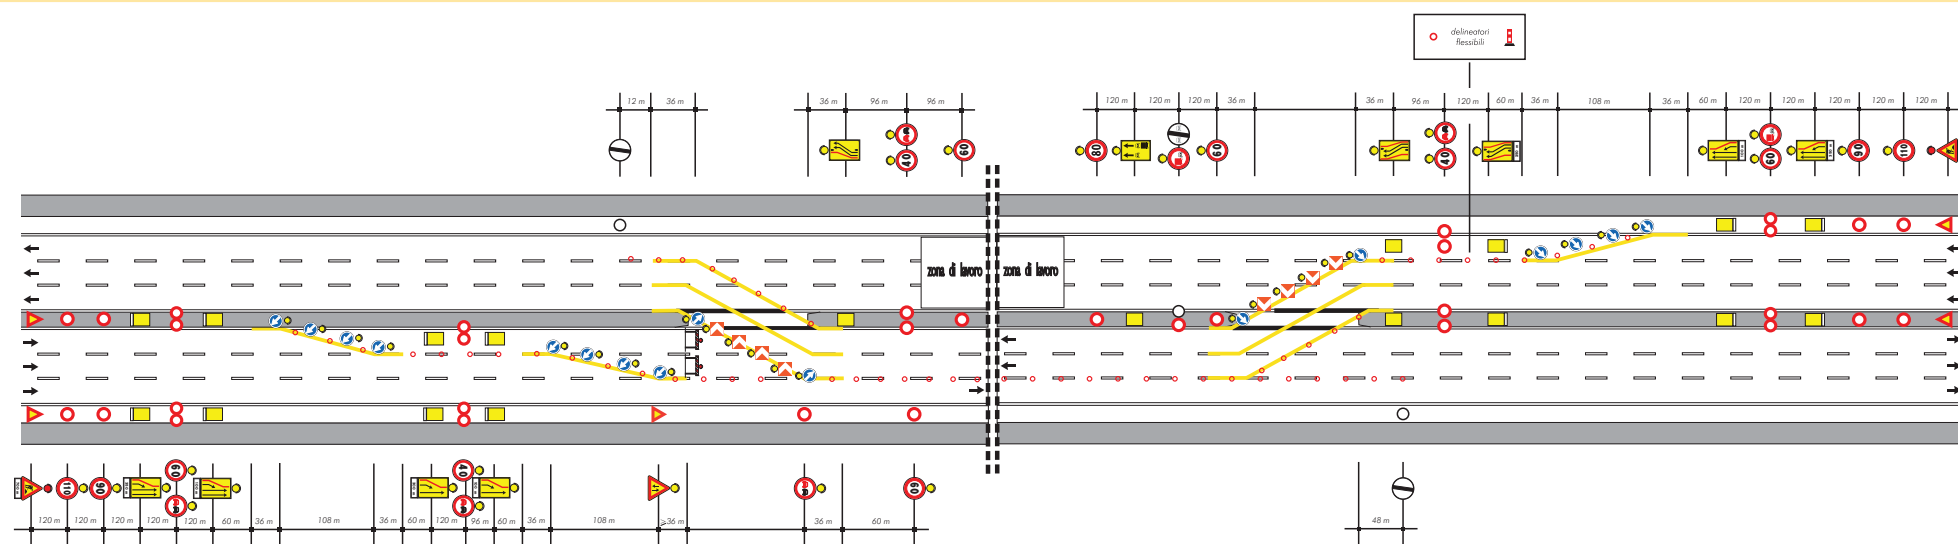 delineatori
flessibili
12 m 36 m 36 m 96 m 96 m 120 m 120 m 120 m 36 m 36 m 96 m 120 m 60 m 36 m 108 m 36 m 60 m 120 m 120 m 120 m 120 m 120 m
40 60 80 60 40 60 90 110
zona di lavoro zona di lavoro
110 90 60 40 60
120 m 120 m 120 m 120 m 120 m 60 m 36 m 108 m 36 m 60 m 120 m 96 m 60 m 36 m 108 m ≥36 m 36 m 60 m 48 m